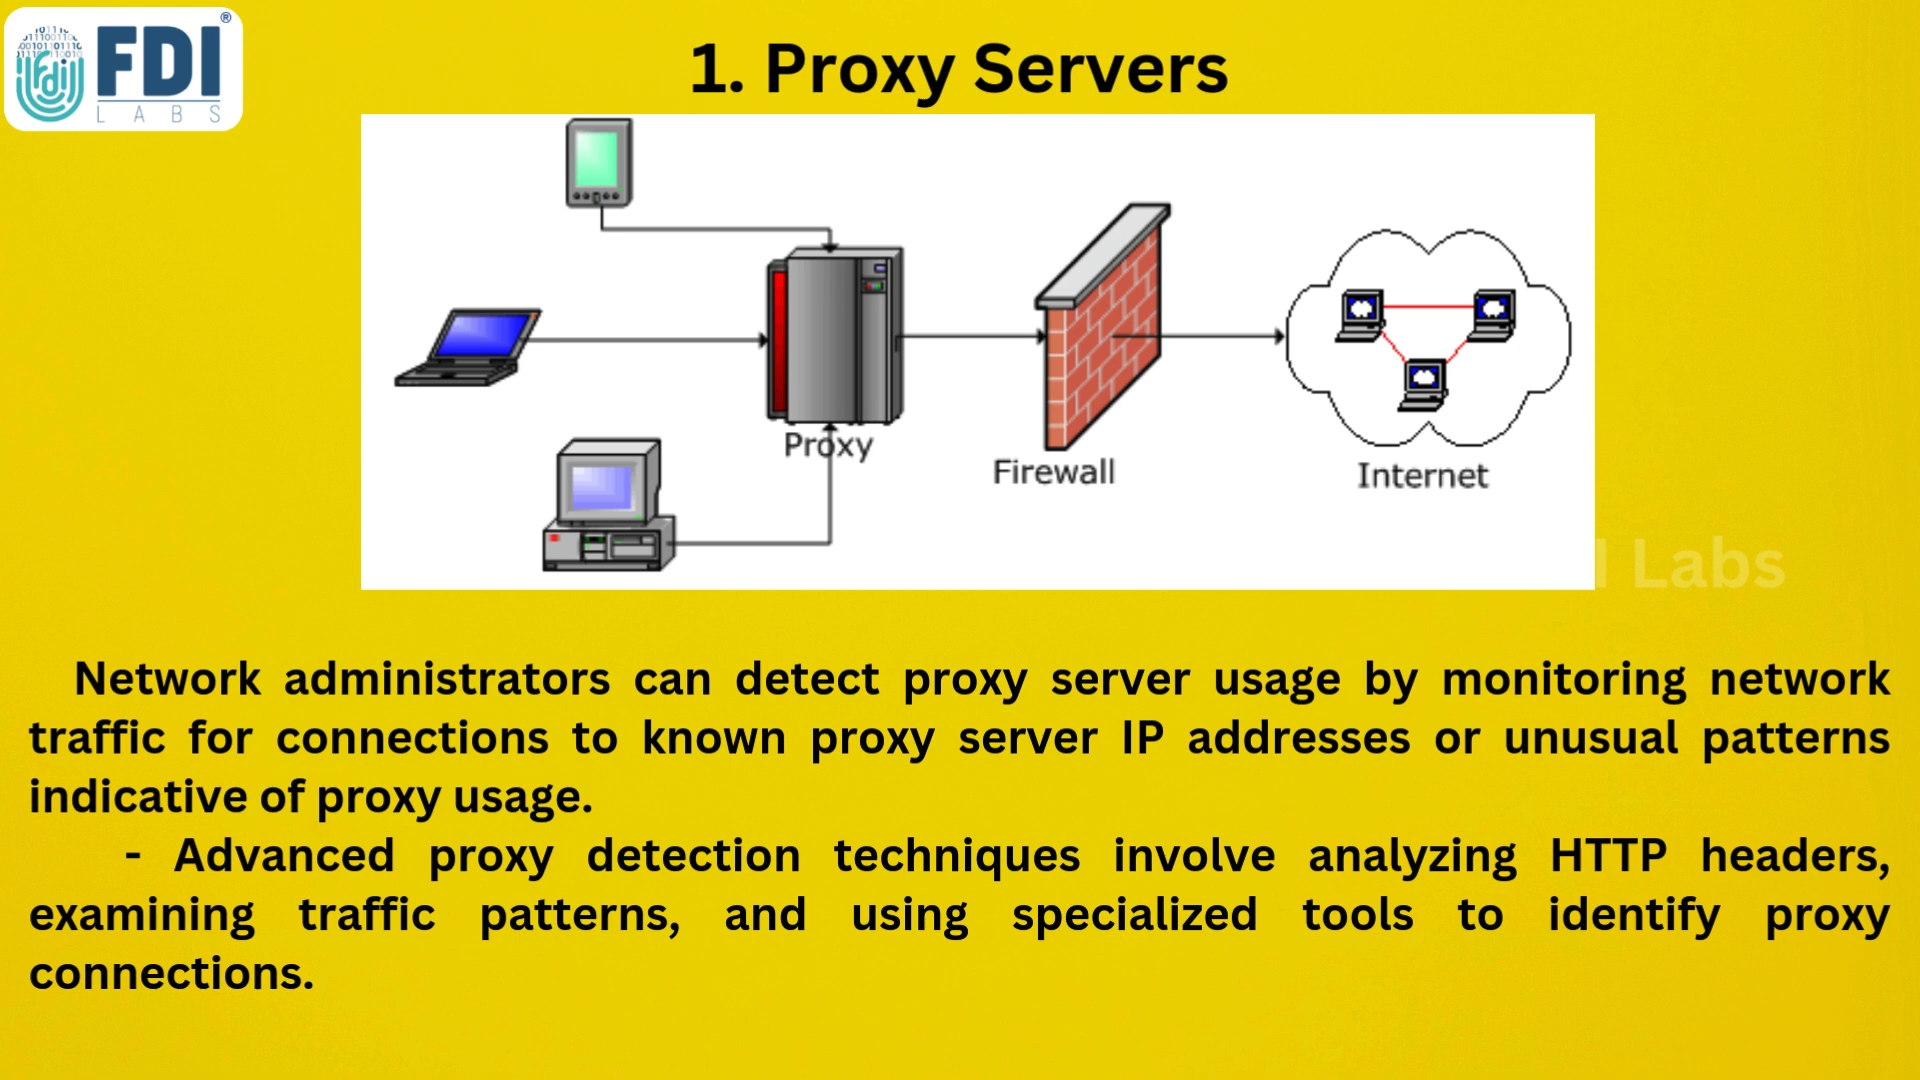 FDI ®
LABS
1. Proxy Servers
Proxy
Firewall
Internet
Labs
Network administrators can detect proxy server usage by monitoring network
traffic for connections to known proxy server IP addresses or unusual patterns
indicative of proxy usage.
- Advanced proxy detection techniques involve analyzing HTTP headers,
examining traffic patterns, and using specialized tools to identify proxy
connections.